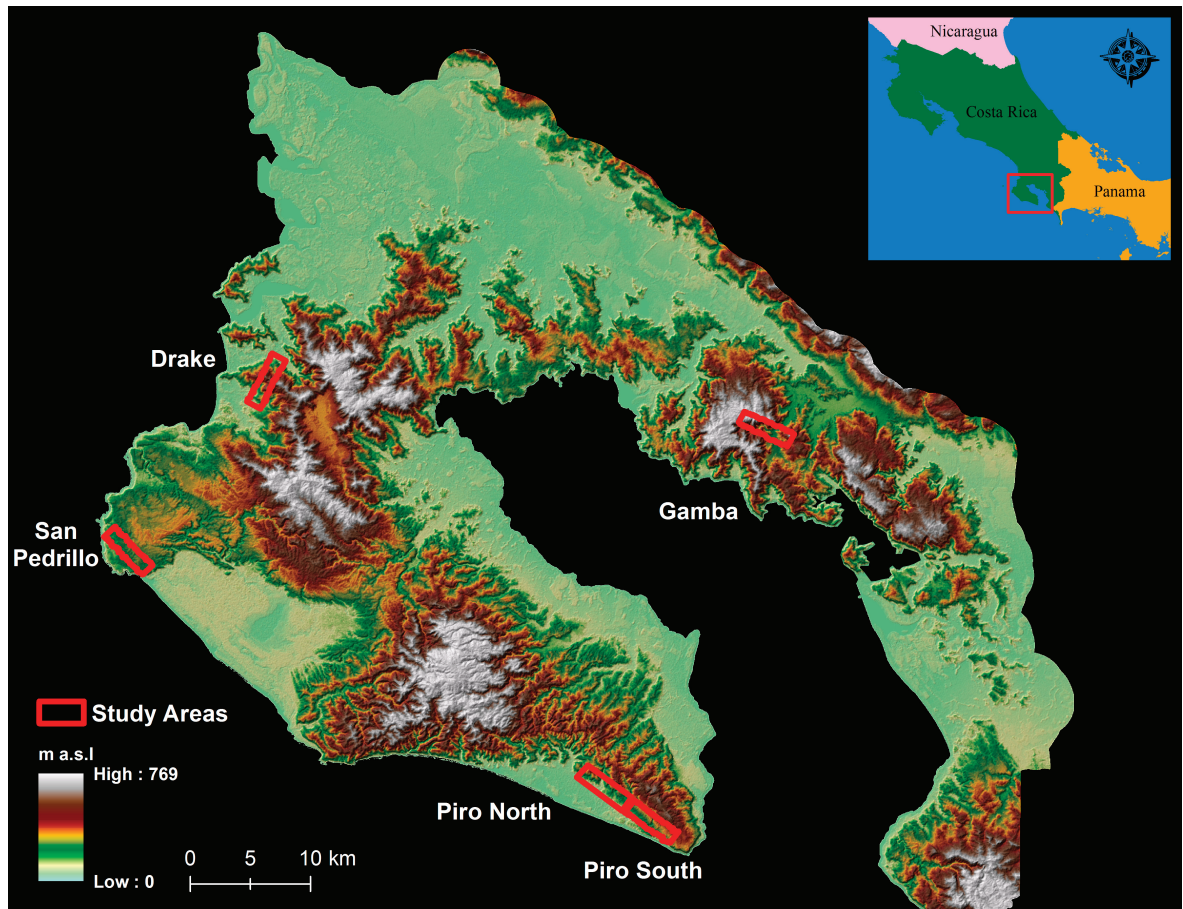 Nicaragua
Costa Rica
Panama
Drake
Gamba
San
Pedrillo
Study Areas
m a.s.l
High : 769
Low : 0
0 5 10 km
Piro North
Piro South